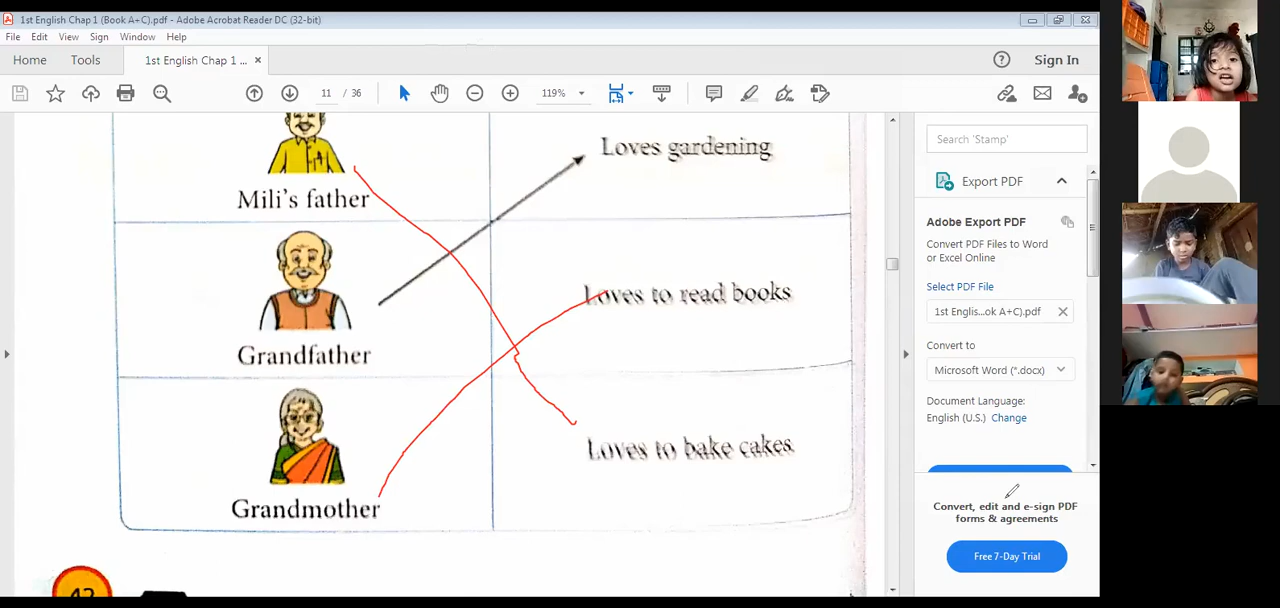 1st English Chap 1 (Book A+C).pdf - Adobe Acrobat Reader DC (32-bit)
File Edit View Sign Window Help
Home Tools 1st English Chap 1 ... × Sign In
11 / 36 119%
Loves gardening
Mili's father
Loves to read books
Grandfather
Loves to bake cakes
Grandmother
Search 'Stamp'
Export PDF
Adobe Export PDF
Convert PDF Files to Word
or Excel Online
Select PDF File
1st Englis...ok A+C).pdf
Convert to
Microsoft Word (*.docx)
Document Language:
English (U.S.) Change
Convert, edit and e-sign PDF
forms & agreements
Free 7-Day Trial